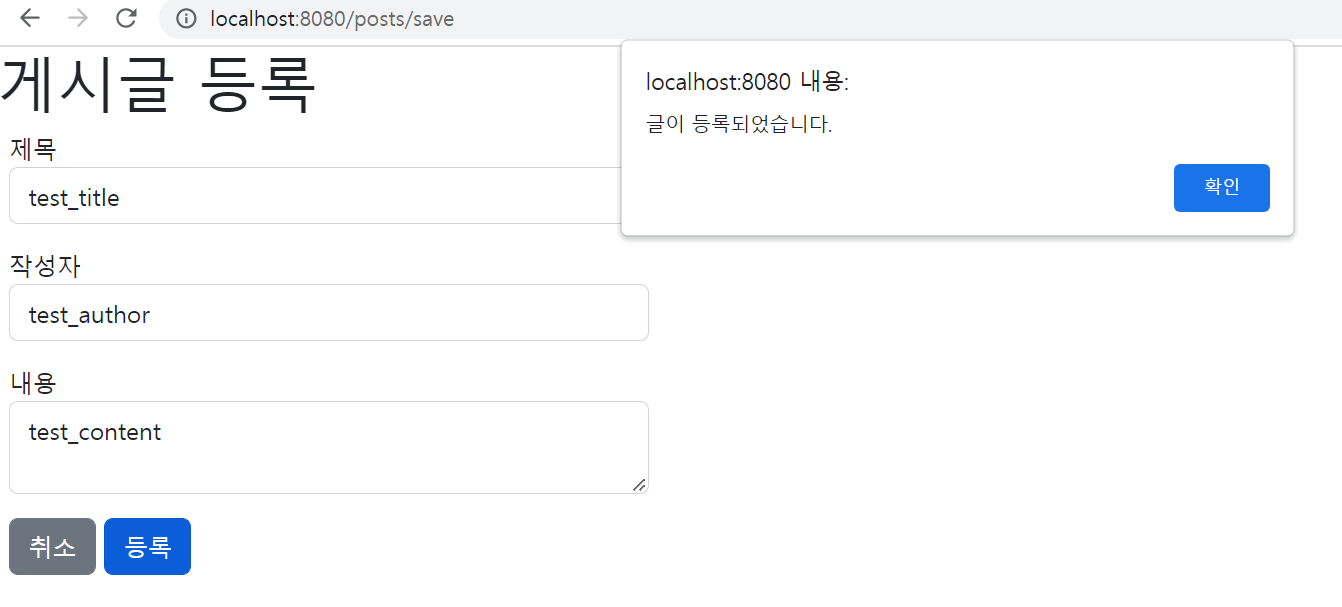 localhost:8080/posts/save
게시글 등록
localhost:8080 내용:
글이 등록되었습니다.
확인
제목
test_title
작성자
test_author
내용
test_content
취소 등록